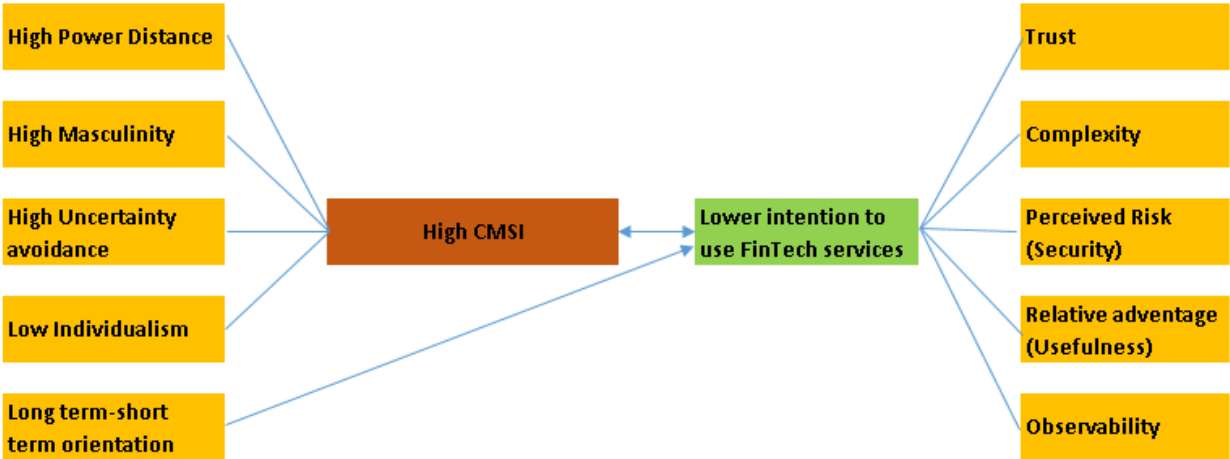 High Power Distance
High Masculinity
High Uncertainty
avoidance
Low Individualism
Long term-short
term orientation
High CMSI
Lower intention to
use FinTech services
Trust
Complexity
Perceived Risk
(Security)
Relative adventage
(Usefulness)
Observability